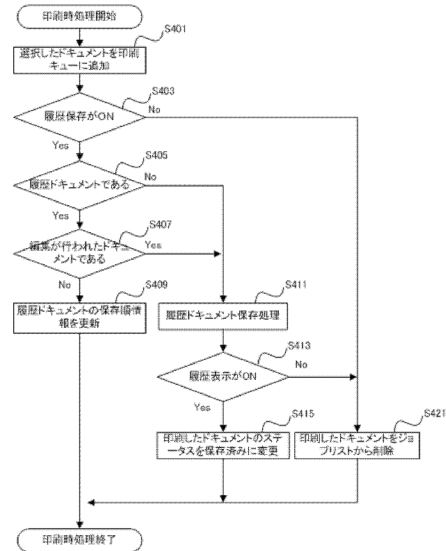 印刷時処理開始
S401
選択したドキュメントを印刷
キューに追加
S403
履歴保存がON
No
Yes
S405
履歴ドキュメントである
No
Yes
S407
編集が行われたドキュ
メントである
Yes
No
S409
履歴ドキュメントの保存順情
報を更新
S411
履歴ドキュメント保存処理
S413
履歴表示がON
No
Yes
S415
印刷したドキュメントのステ
ータスを保存済みに変更
S421
印刷したドキュメントをジョ
ブリストから削除
印刷時処理終了